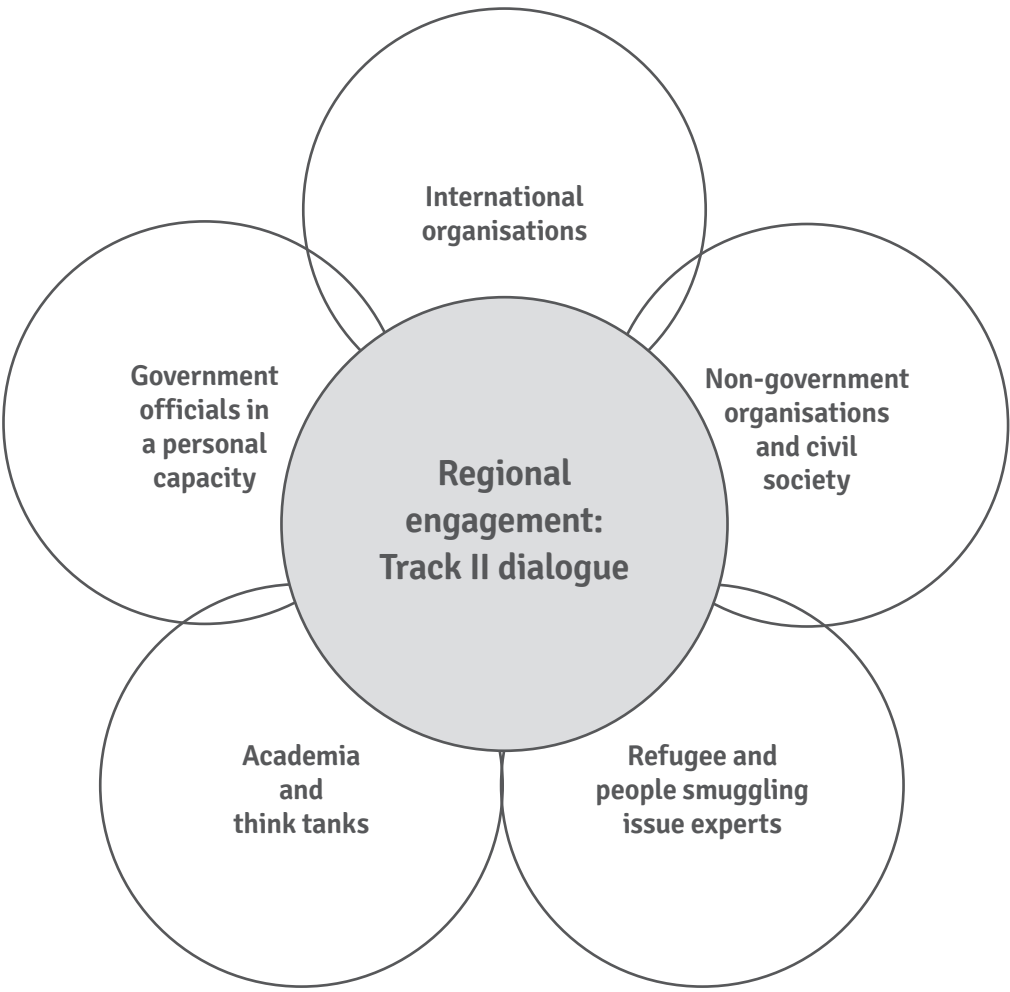 International
organisations
Government
officials in
a personal
capacity
Non-government
organisations
and civil
society
Regional
engagement:
Track II dialogue
Academia
and
think tanks
Refugee and
people smuggling
issue experts